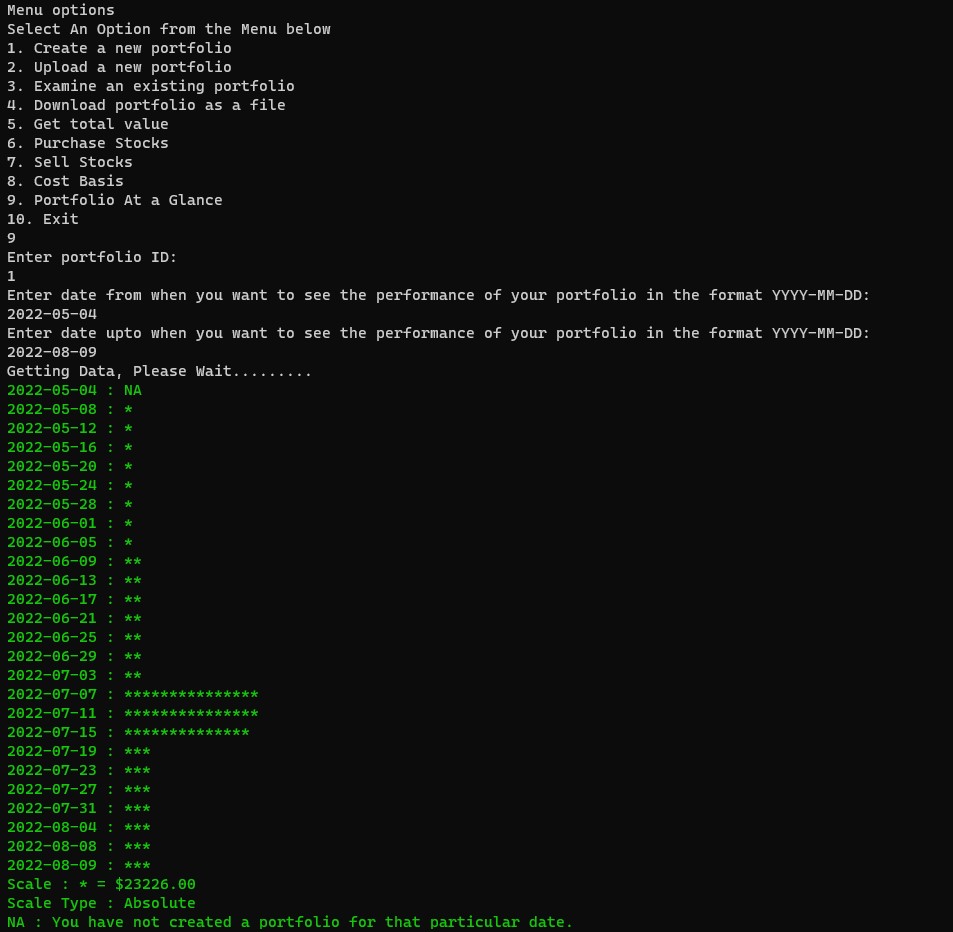 Menu options
Select An Option from the Menu below
1. Create a new portfolio
2. Upload a new portfolio
3. Examine an existing portfolio
4. Download portfolio as a file
5. Get total value
6. Purchase Stocks
7. Sell Stocks
8. Cost Basis
9. Portfolio At a Glance
10. Exit
9
Enter portfolio ID:
1
Enter date from when you want to see the performance of your portfolio in the format YYYY-MM-DD:
2022-05-04
Enter date upto when you want to see the performance of your portfolio in the format YYYY-MM-DD:
2022-08-09
Getting Data, Please Wait.........
2022-05-04 : NA
2022-05-08 : *
2022-05-12 : *
2022-05-16 : *
2022-05-20 : *
2022-05-24 : *
2022-05-28 : *
2022-06-01 : *
2022-06-05 : *
2022-06-09 : **
2022-06-13 : **
2022-06-17 : **
2022-06-21 : **
2022-06-25 : **
2022-06-29 : **
2022-07-03 : **
2022-07-07 : ***************
2022-07-11 : ***************
2022-07-15 : **************
2022-07-19 : ***
2022-07-23 : ***
2022-07-27 : ***
2022-07-31 : ***
2022-08-04 : ***
2022-08-08 : ***
2022-08-09 : ***
Scale : * = $23226.00
Scale Type : Absolute
NA : You have not created a portfolio for that particular date.